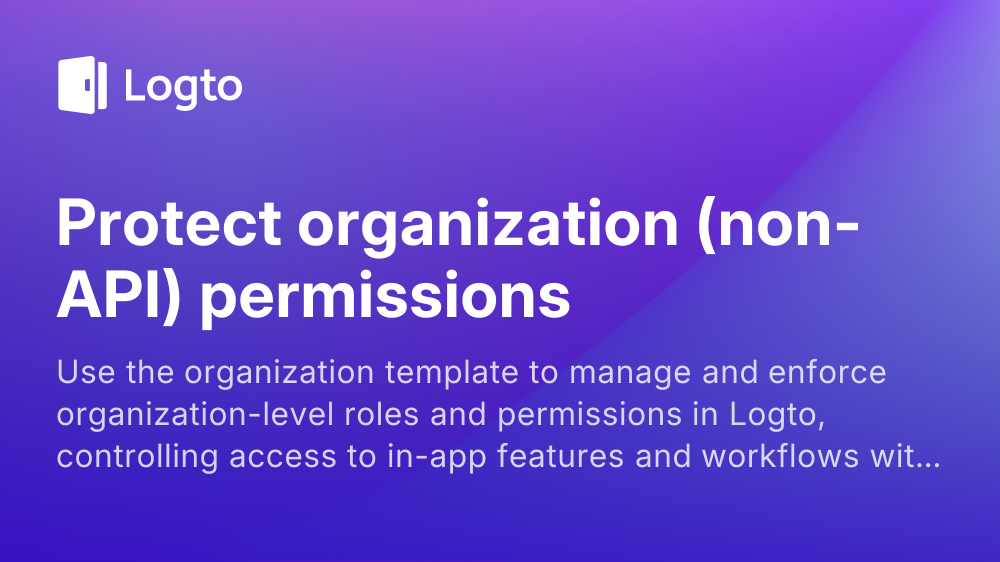 Logto
Protect organization (non-
API) permissions
Use the organization template to manage and enforce
organization-level roles and permissions in Logto,
controlling access to in-app features and workflows wit...